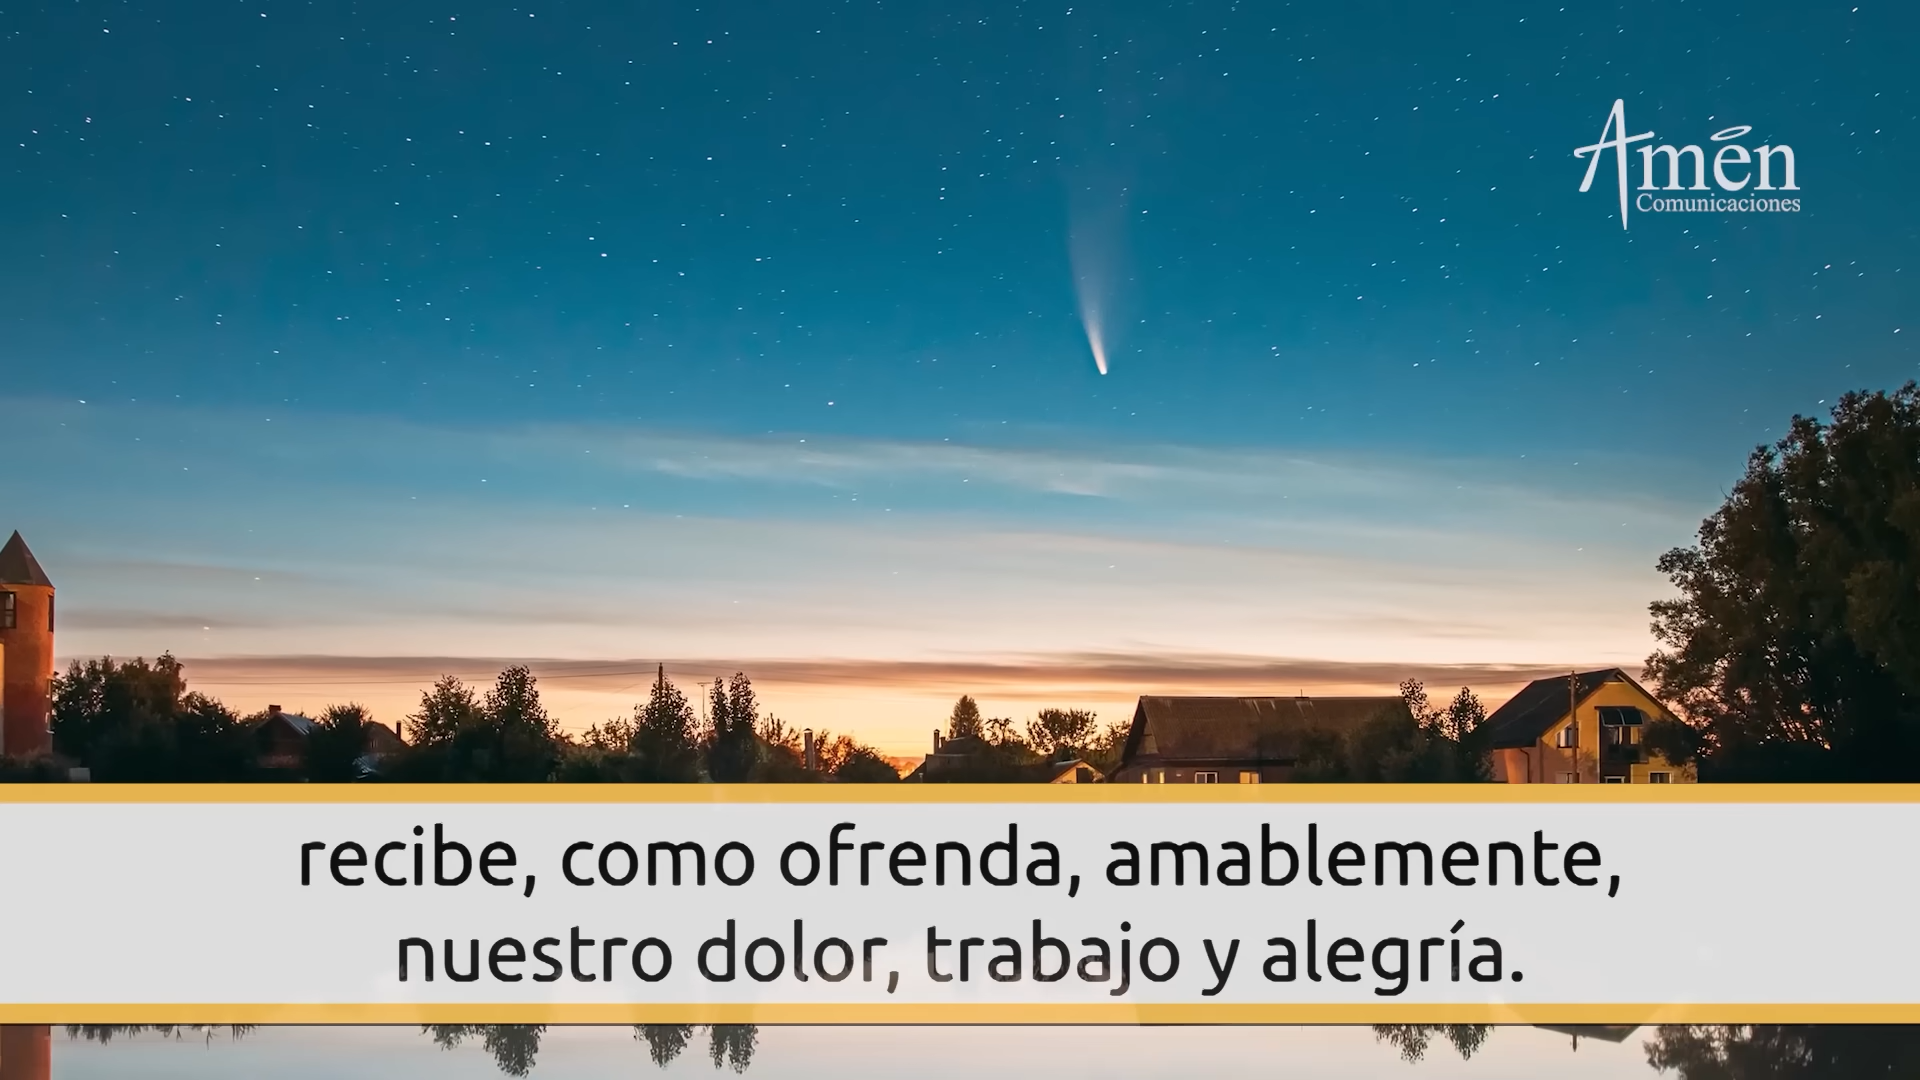 Amén
Comunicaciones
recibe, como ofrenda, amablemente,
nuestro dolor, trabajo y alegría.